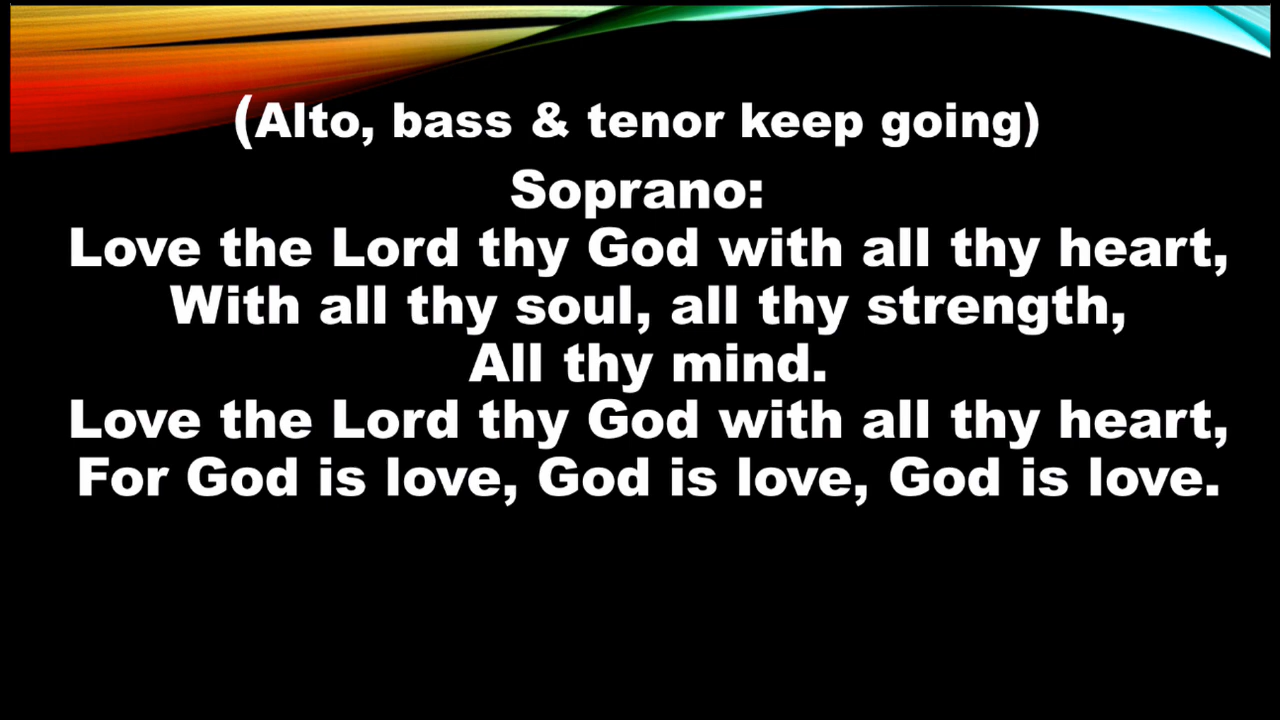 (Alto, bass & tenor keep going)
Soprano:
Love the Lord thy God with all thy heart,
With all thy soul, all thy strength,
All thy mind.
Love the Lord thy God with all thy heart,
For God is love, God is love, God is love.